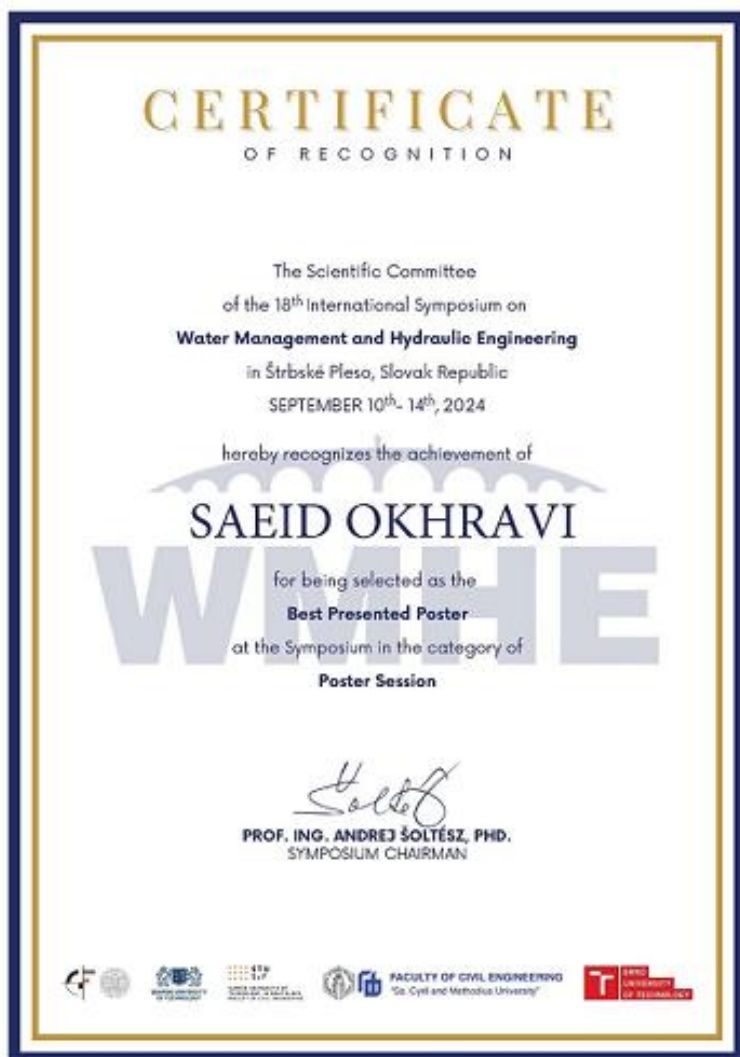 CERTIFICATE
OF RECOGNITION
The Scientific Committee
of the 18th International Symposium on
Water Management and Hydraulic Engineering
in Štrbské Pleso, Slovak Republic
SEPTEMBER 10th- 14th, 2024
hereby recognizes the achievement of
SAEID OKHRAVI
WMHE
for being selected as the
Best Presented Poster
at the Symposium in the category of
Poster Session
Šoltész
PROF. ING. ANDREJ ŠOLTÉSZ, PHD.
SYMPOSIUM CHAIRMAN
FACULTY OF CIVIL ENGINEERING
"Ss. Cyril and Methodius University"
BRNO
UNIVERSITY
OF TECHNOLOGY